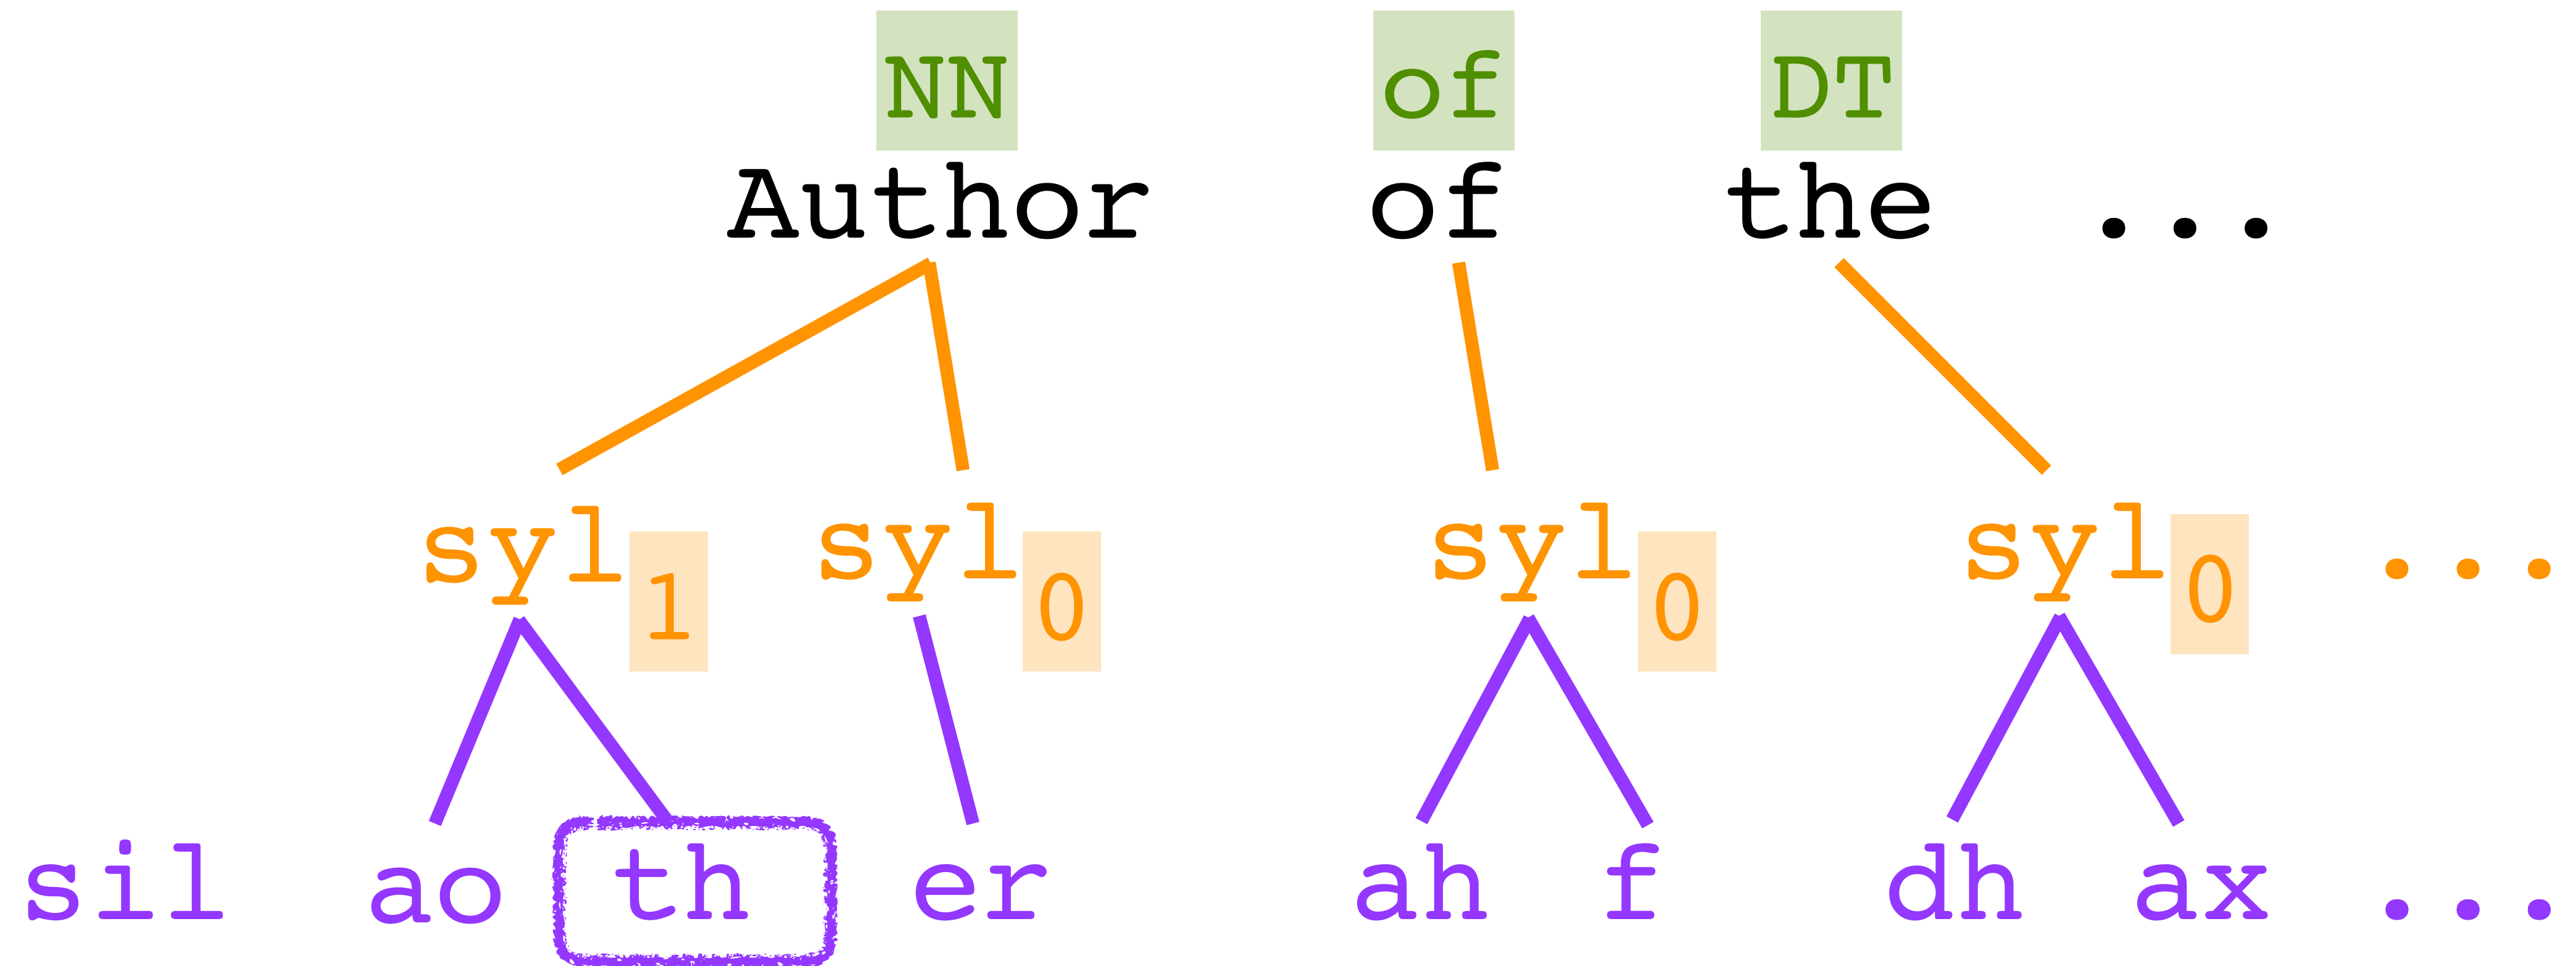 NN of DT
Author of the ...
syl1 syl0 syl0 syl0 ...
sil ao th er ah f dh ax ...